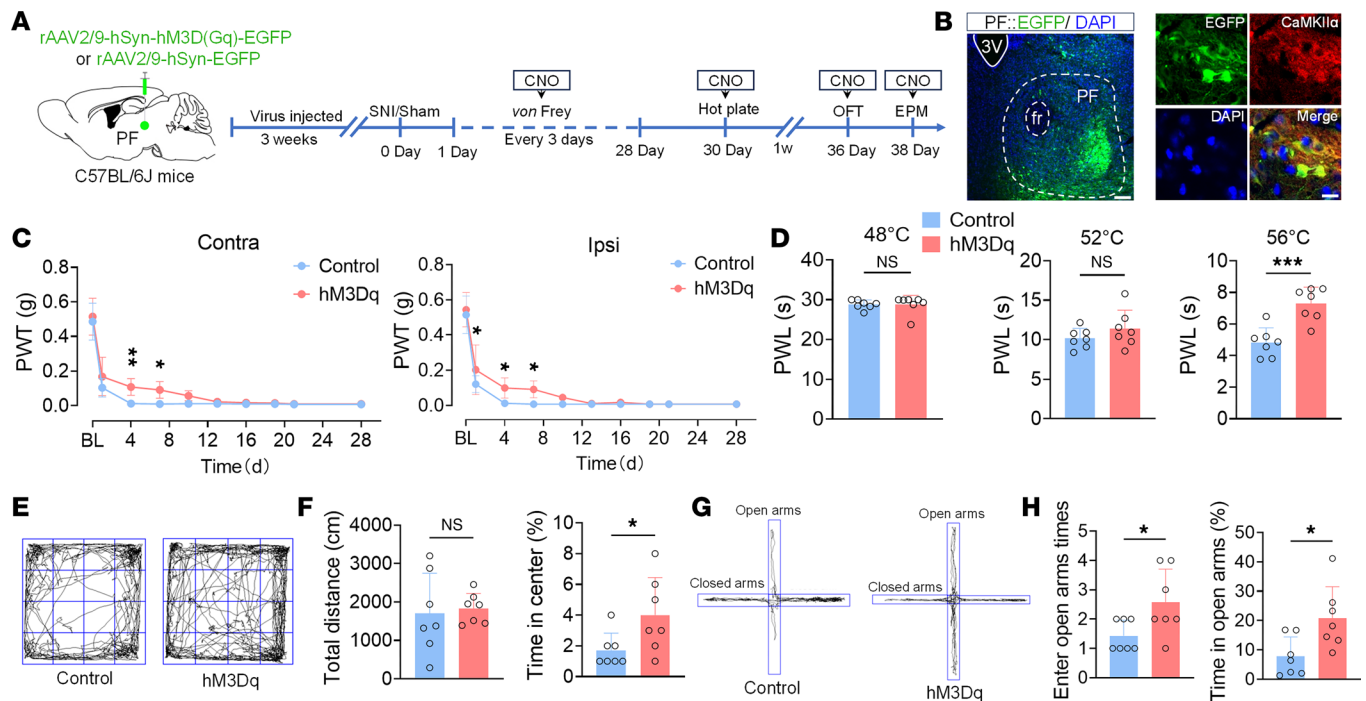 A
rAAV2/9-hSyn-hM3D(Gq)-EGFP
or rAAV2/9-hSyn-EGFP
PF
C57BL/6J mice
Virus injected
3 weeks
SNI/Sham
0 Day
1 Day
CNO
von Frey
Every 3 days
28 Day
CNO
Hot plate
30 Day
1w
CNO
OFT
36 Day
CNO
EPM
38 Day
B
PF::EGFP/ DAPI
3V
PF
fr
EGFP
CaMKIIα
DAPI
Merge
C
Contra
Control
hM3Dq
PWT (g)
0.8
0.6
0.4
0.2
0.0
**
*
BL 4 8 12 16 20 24 28
Time(d)
Ipsi
Control
hM3Dq
PWT (g)
0.8
0.6
0.4
0.2
0.0
*
*
*
BL 4 8 12 16 20 24 28
Time(d)
D
Control
hM3Dq
48°C
NS
PWL (s)
40
30
20
10
0
52°C
NS
PWL (s)
20
15
10
5
0
56°C
***
PWL (s)
10
8
6
4
2
0
E
Control
hM3Dq
F
Total distance (cm)
4000
3000
2000
1000
0
NS
Time in center (%)
10
8
6
4
2
0
*
G
Open arms
Closed arms
Control
Open arms
Closed arms
hM3Dq
H
Enter open arms times
5
4
3
2
1
0
*
Time in open arms (%)
50
40
30
20
10
0
*